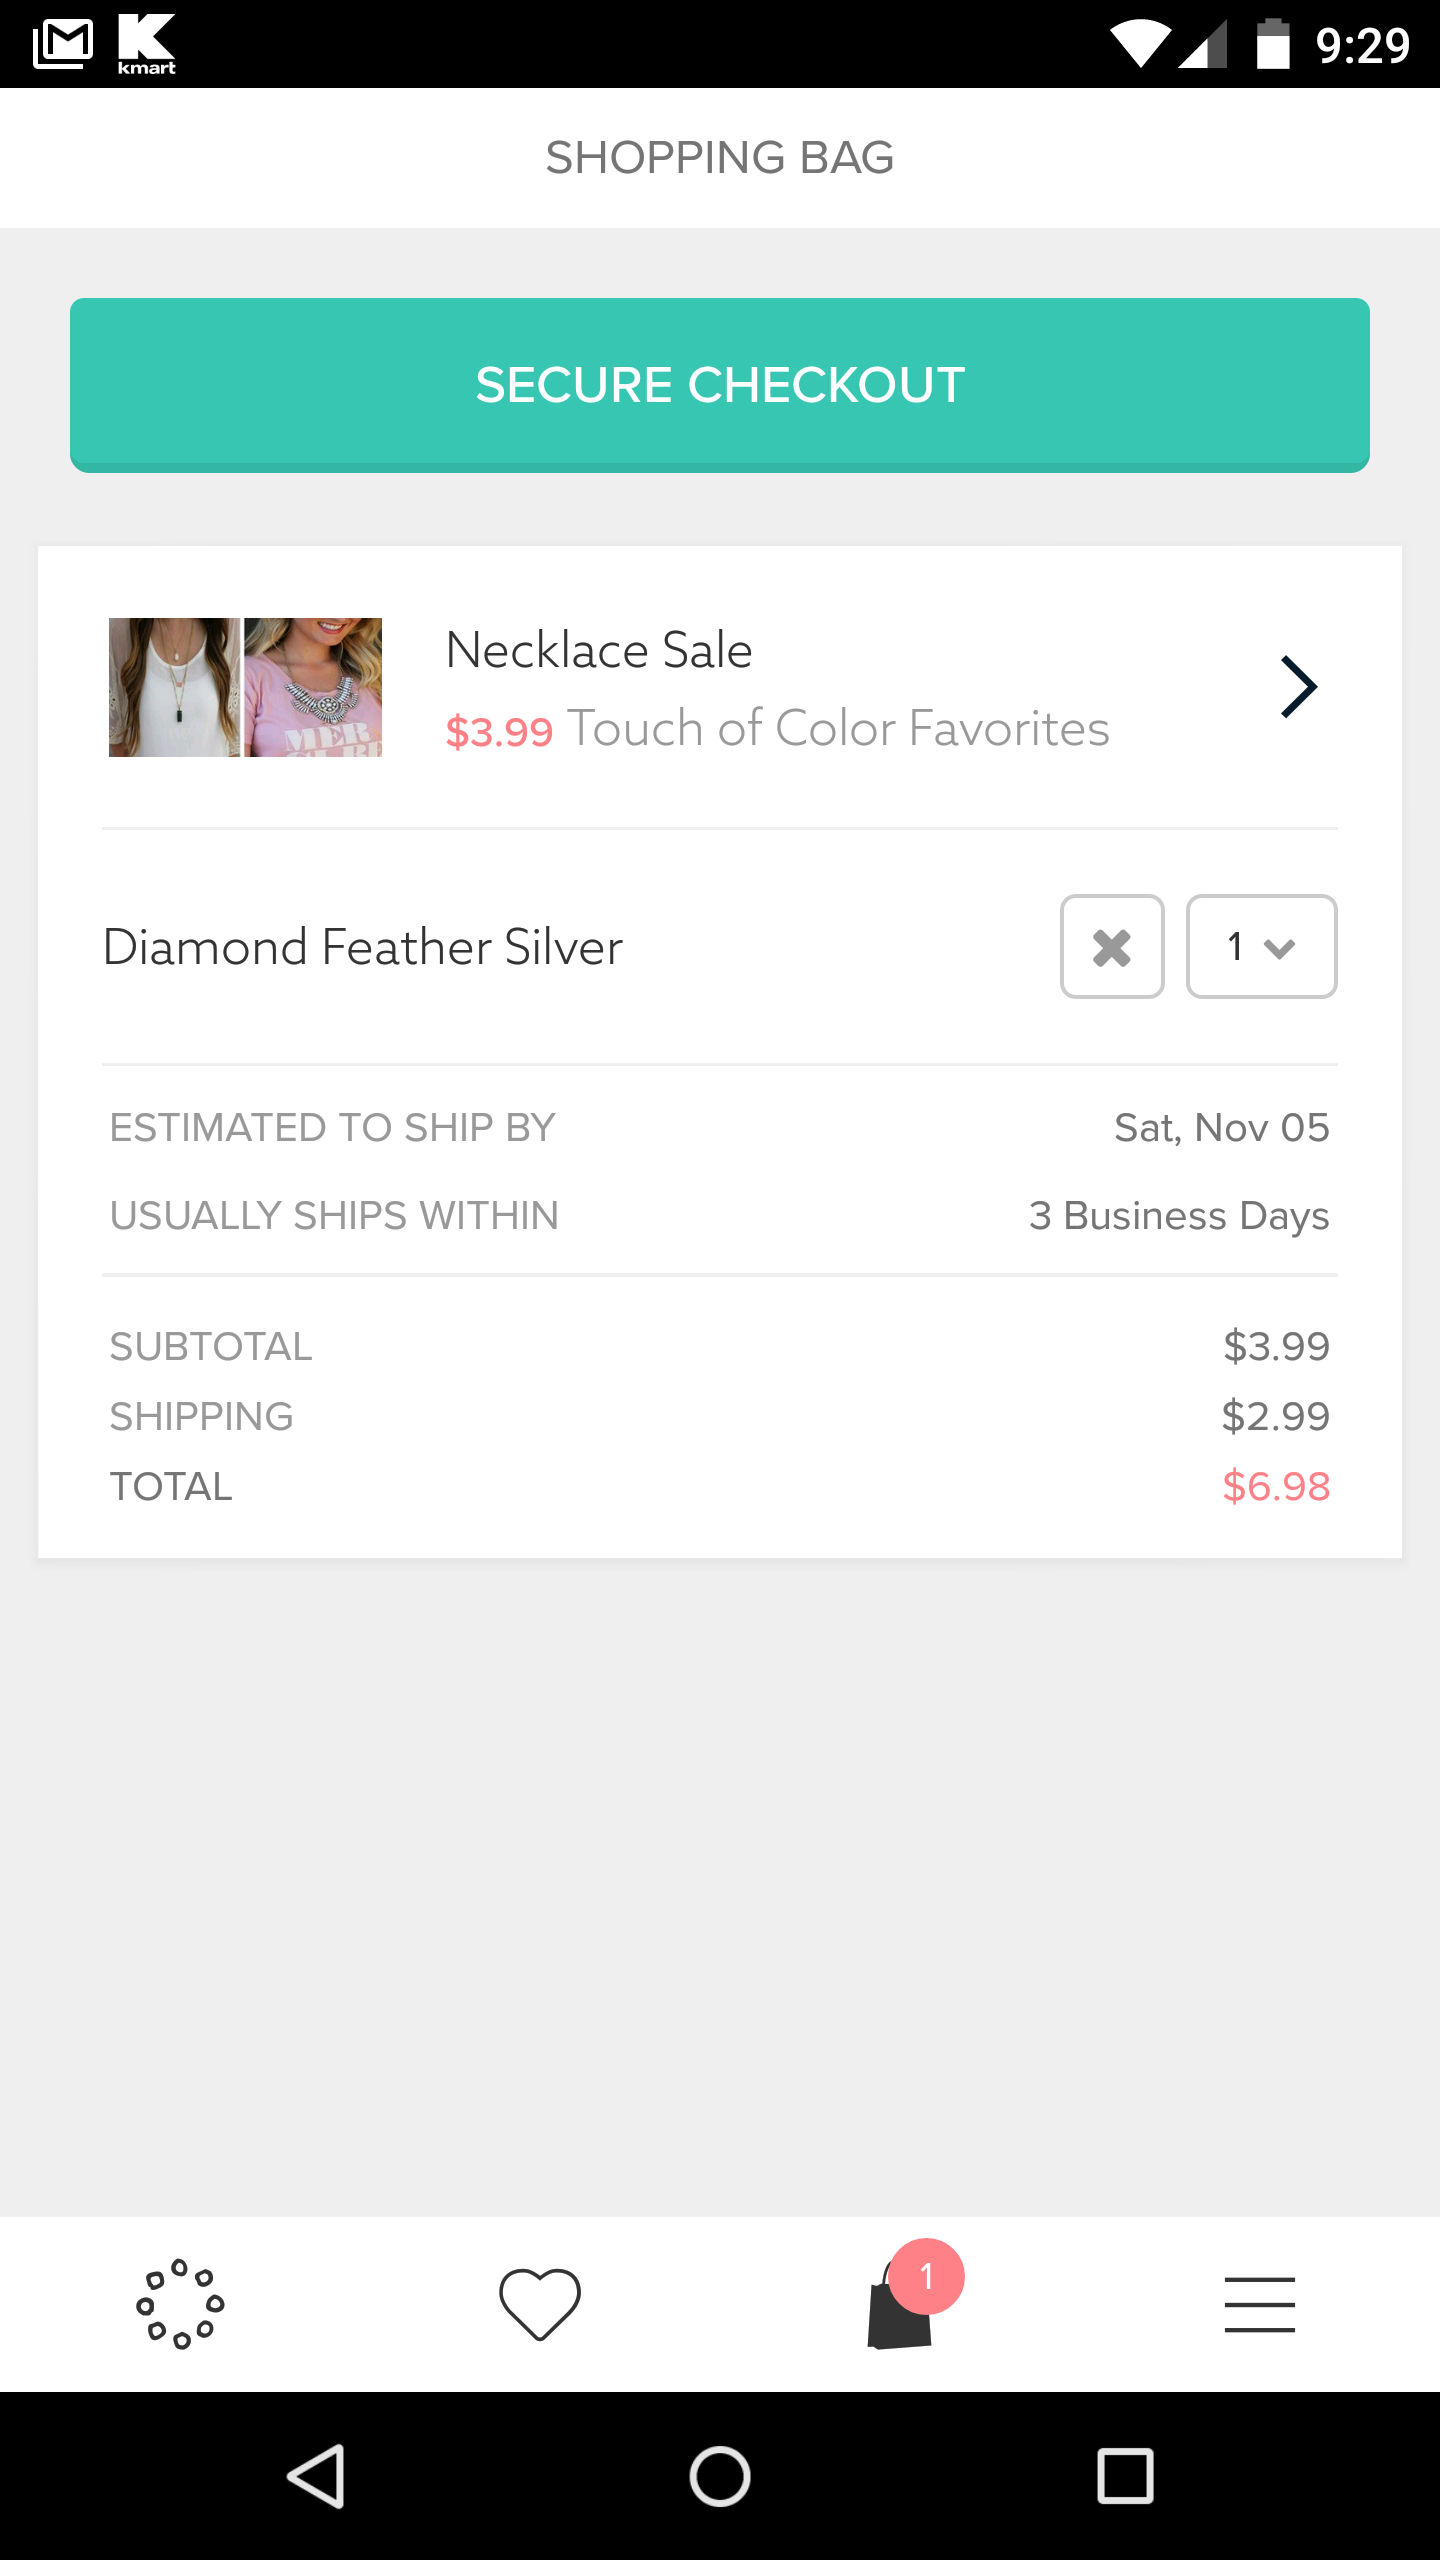 kmart
9:29
SHOPPING BAG
SECURE CHECKOUT
Necklace Sale
$3.99 Touch of Color Favorites
MER
Diamond Feather Silver
1
ESTIMATED TO SHIP BY Sat, Nov 05
USUALLY SHIPS WITHIN 3 Business Days
SUBTOTAL $3.99
SHIPPING $2.99
TOTAL $6.98
1